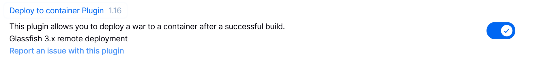 Deploy to container Plugin 1.16
This plugin allows you to deploy a war to a container after a successful build.
Glassfish 3.x remote deployment
Report an issue with this plugin